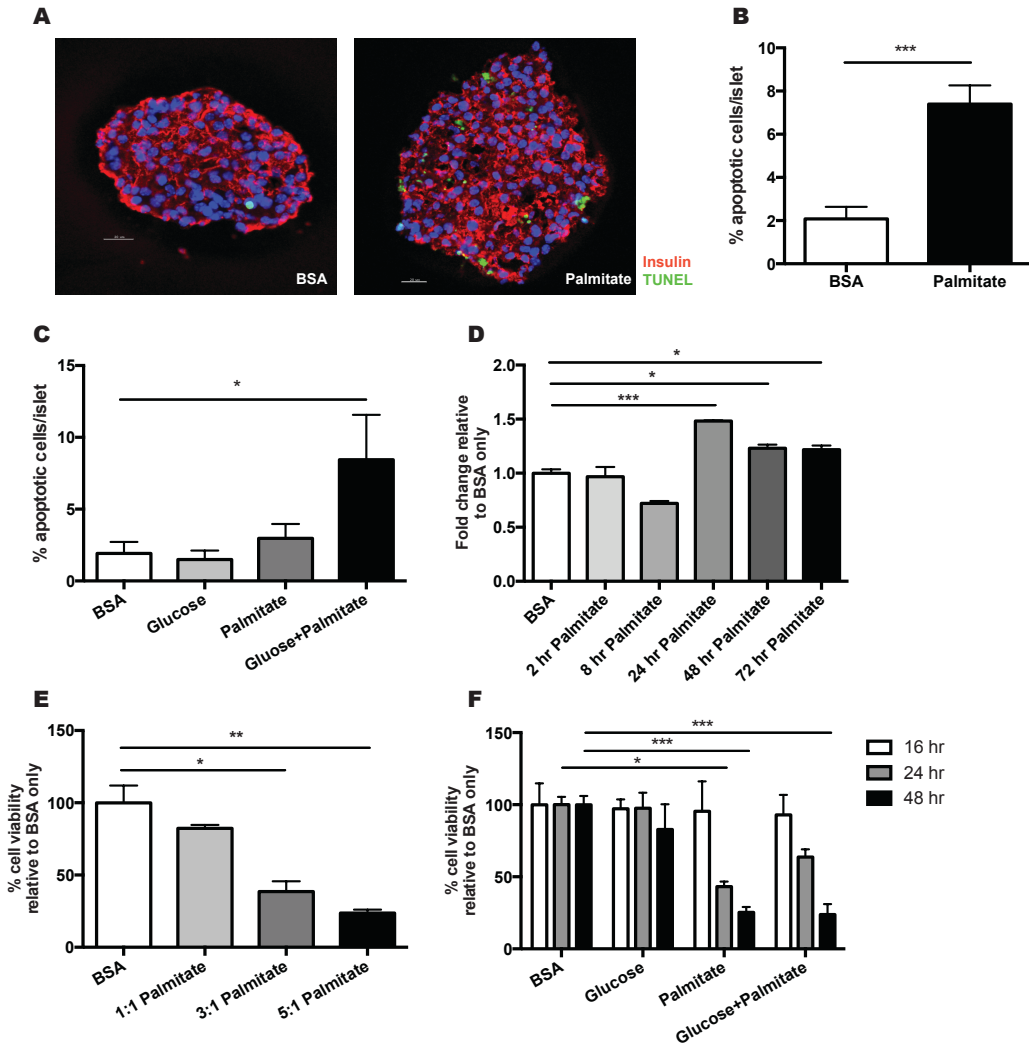 A
BSA
Palmitate
Insulin
TUNEL
B
% apoptotic cells/islet
10
8
6
4
2
0
***
BSA
Palmitate
C
% apoptotic cells/islet
15
10
5
0
*
BSA
Glucose
Palmitate
Gluose+Palmitate
D
Fold change relative
to BSA only
2.0
1.5
1.0
0.5
0.0
*
*
***
BSA
2 hr Palmitate
8 hr Palmitate
24 hr Palmitate
48 hr Palmitate
72 hr Palmitate
E
% cell viability
relative to BSA only
150
100
50
0
**
*
BSA
1:1 Palmitate
3:1 Palmitate
5:1 Palmitate
F
% cell viability
relative to BSA only
150
100
50
0
***
***
*
BSA
Glucose
Palmitate
Glucose+Palmitate
16 hr
24 hr
48 hr